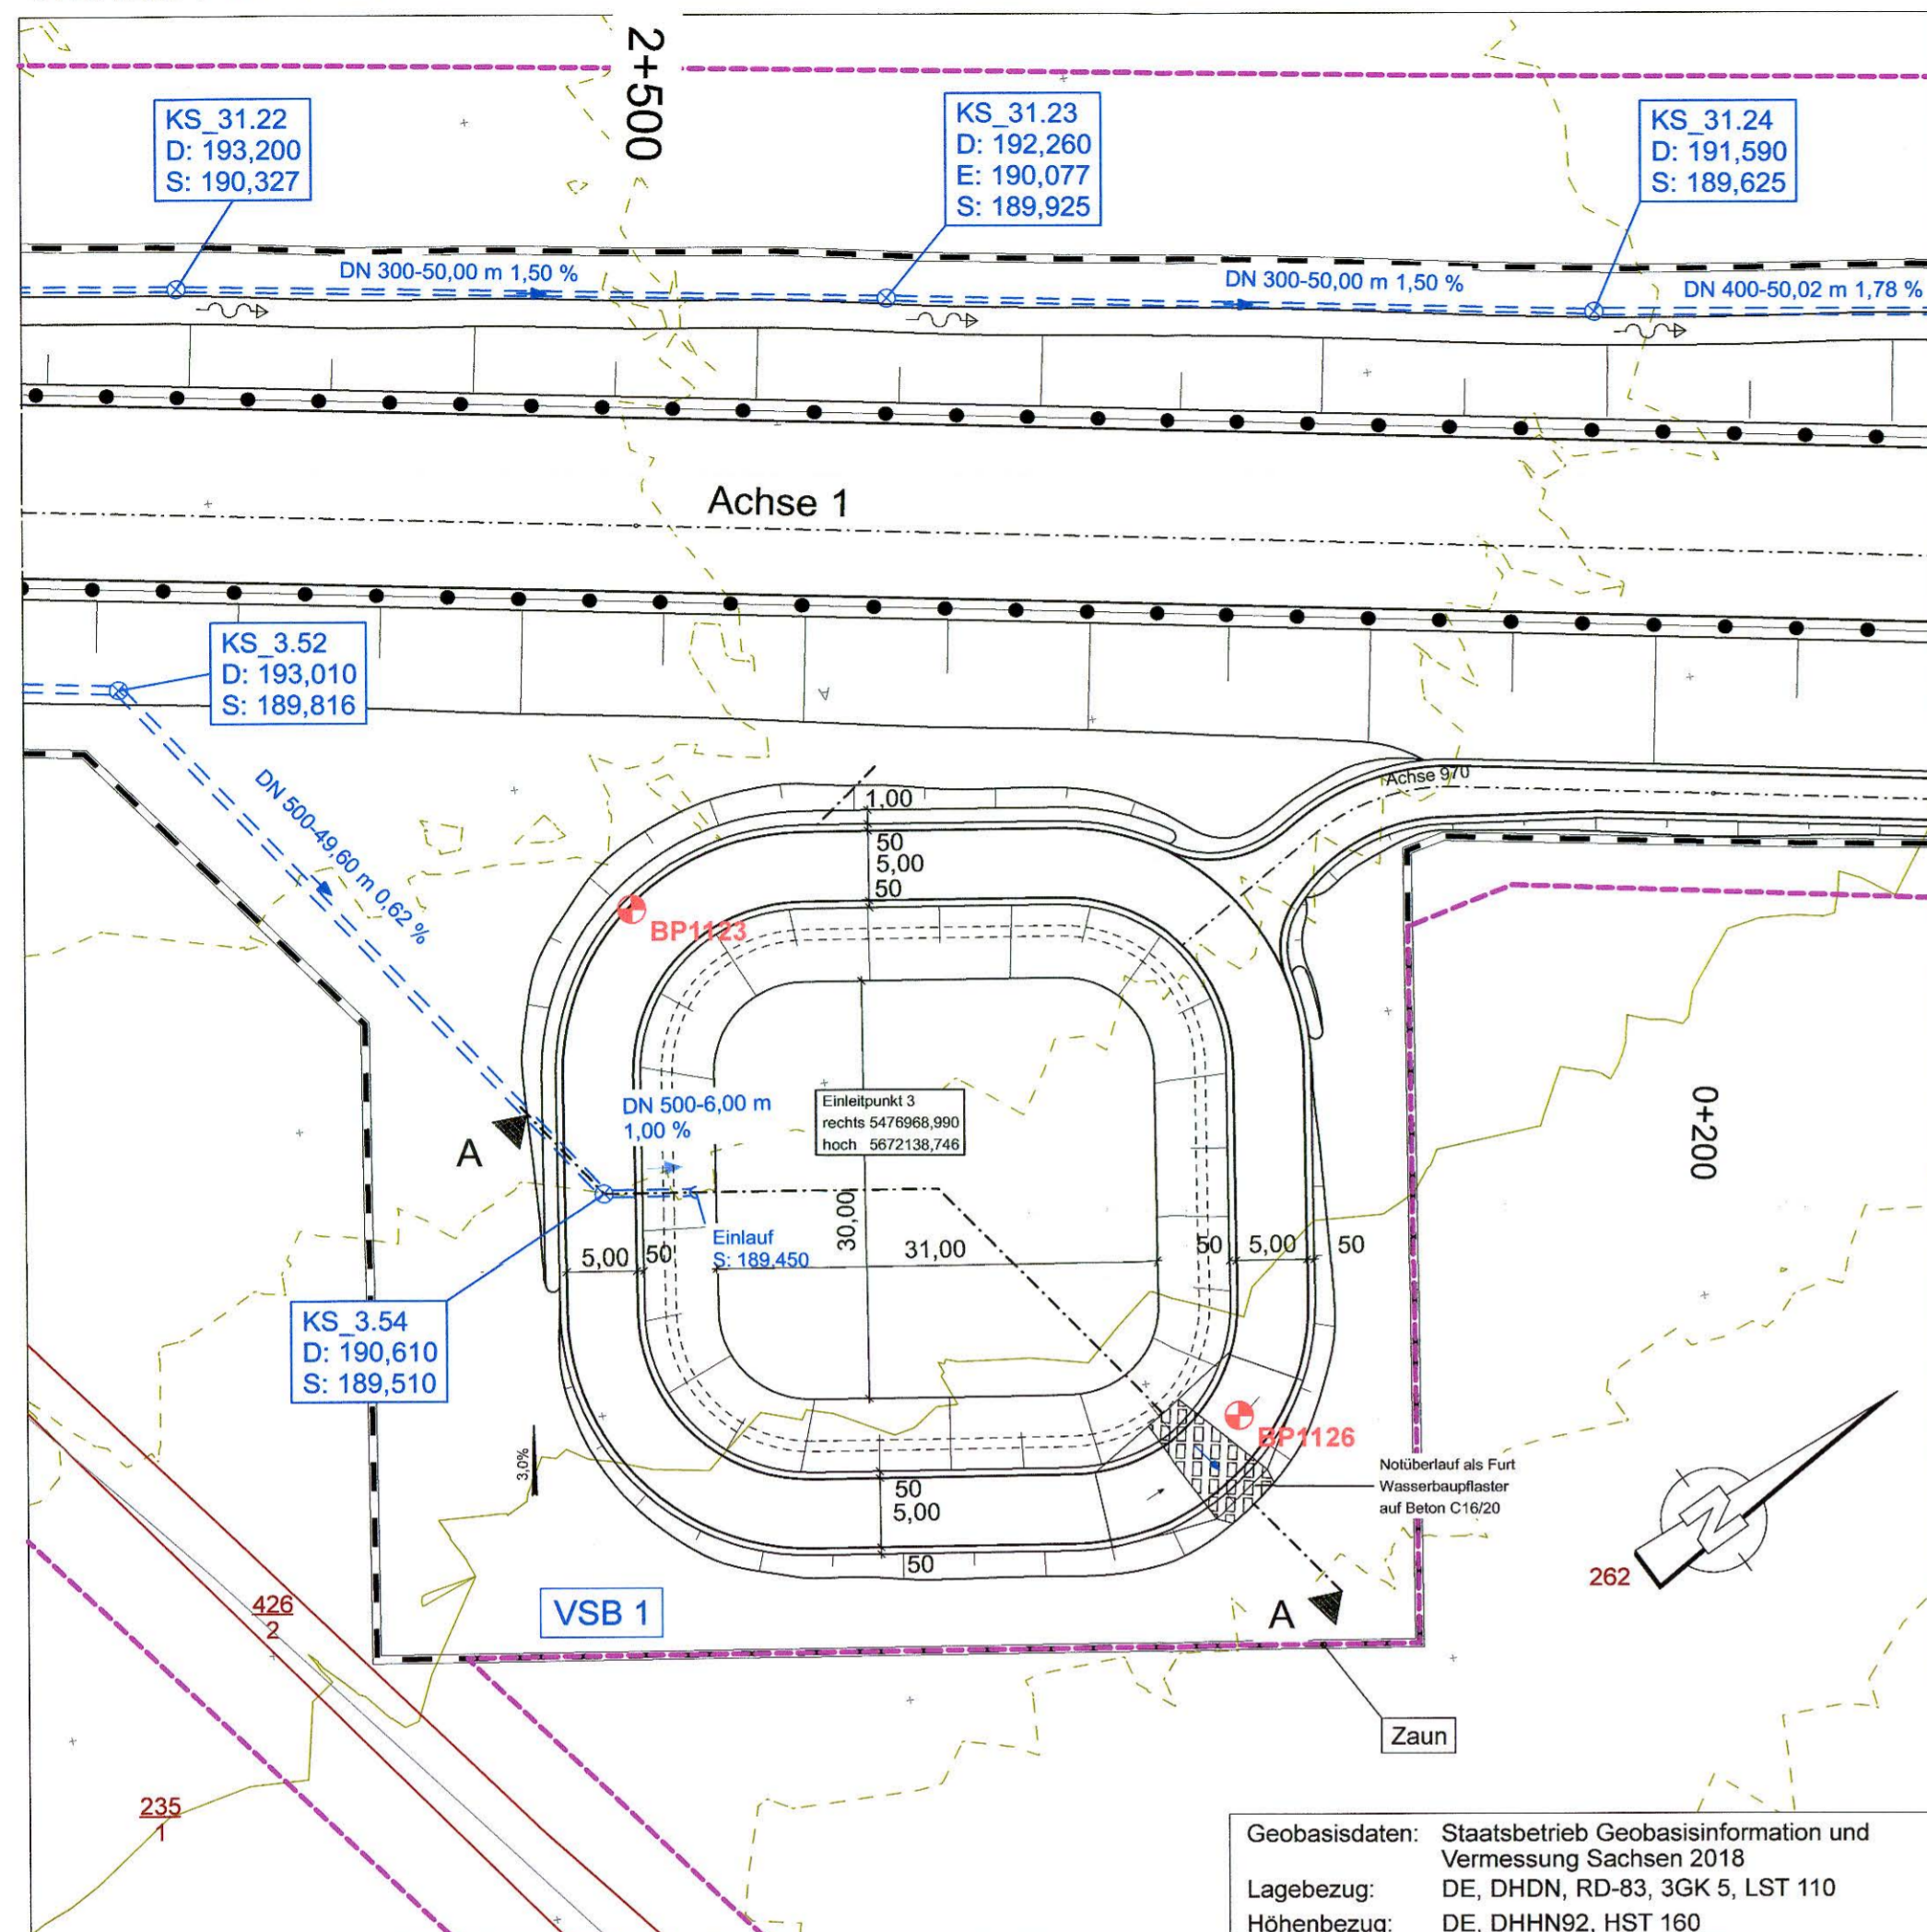 2+500
KS_31.22
D: 193,200
S: 190,327
KS_31.23
D: 192,260
E: 190,077
S: 189,925
KS_31.24
D: 191,590
S: 189,625
DN 300-50,00 m 1,50 %
DN 300-50,00 m 1,50 %
DN 400-50,02 m 1,78 %
Achse 1
KS_3.52
D: 193,010
S: 189,816
A
DN 500-49,60 m 0,62 %
Achse 970
1,00
50
5,00
50
BP1123
DN 500-6,00 m
1,00 %
Einleitpunkt 3
rechts 5476968,990
hoch 5672138,746
A
0+200
30,00
31,00
Einlauf
S: 189,450
5,00
50
50
5,00
50
KS_3.54
D: 190,610
S: 189,510
3,0%
BP1126
Notüberlauf als Furt
Wasserbaupflaster
auf Beton C16/20
50
5,00
50
N
262
VSB 1
A
426
2
Zaun
235
1
Geobasisdaten: Staatsbetrieb Geobasisinformation und
Vermessung Sachsen 2018
Lagebezug: DE, DHDN, RD-83, 3GK 5, LST 110
Höhenbezug: DE, DHHN92, HST 160